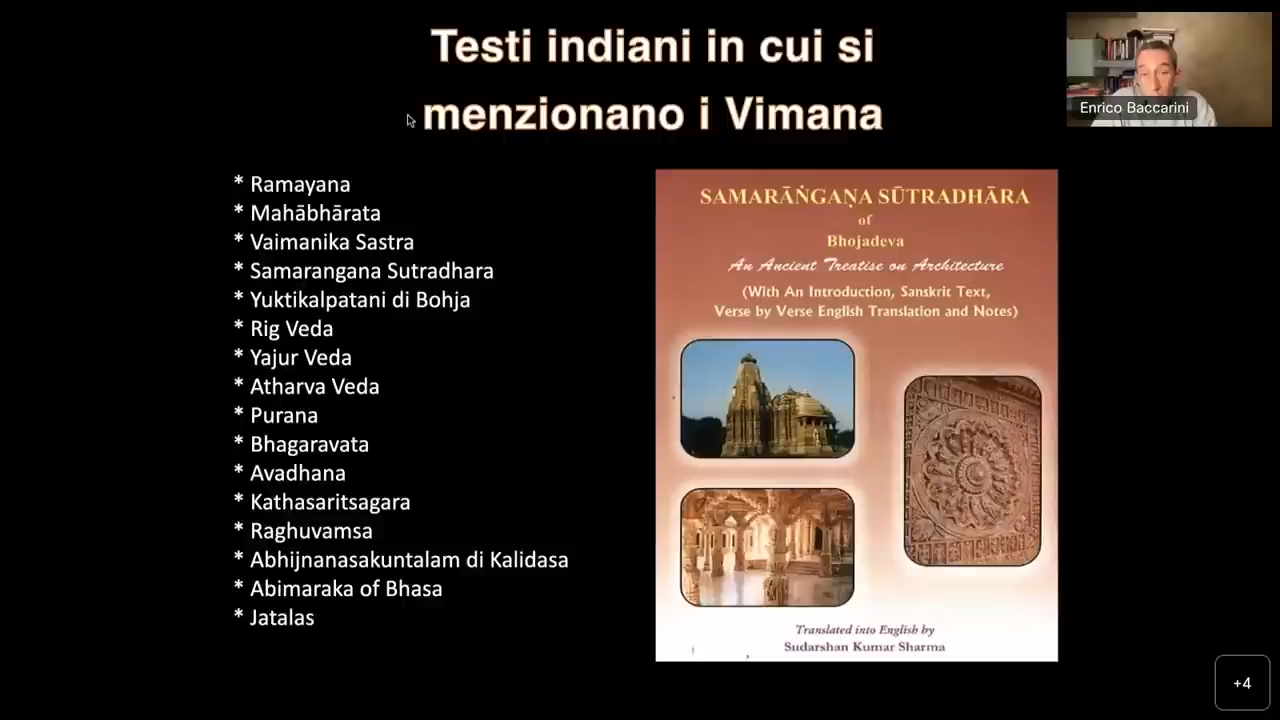 Testi indiani in cui si
menzionano i Vimana
Enrico Baccarini
* Ramayana
* Mahābhārata
* Vaimanika Sastra
* Samarangana Sutradhara
* Yuktikalpatani di Bohja
* Rig Veda
* Yajur Veda
* Atharva Veda
* Purana
* Bhagaravata
* Avadhana
* Kathasaritsagara
* Raghuvamsa
* Abhijnanasakuntalam di Kalidasa
* Abimaraka of Bhasa
* Jatalas
SAMARĀṄGAṆA SŪTRADHĀRA
of
Bhojadeva
An Ancient Treatise on Architecture
(With An Introduction, Sanskrit Text,
Verse by Verse English Translation and Notes)
Translated into English by
Sudarshan Kumar Sharma
+4